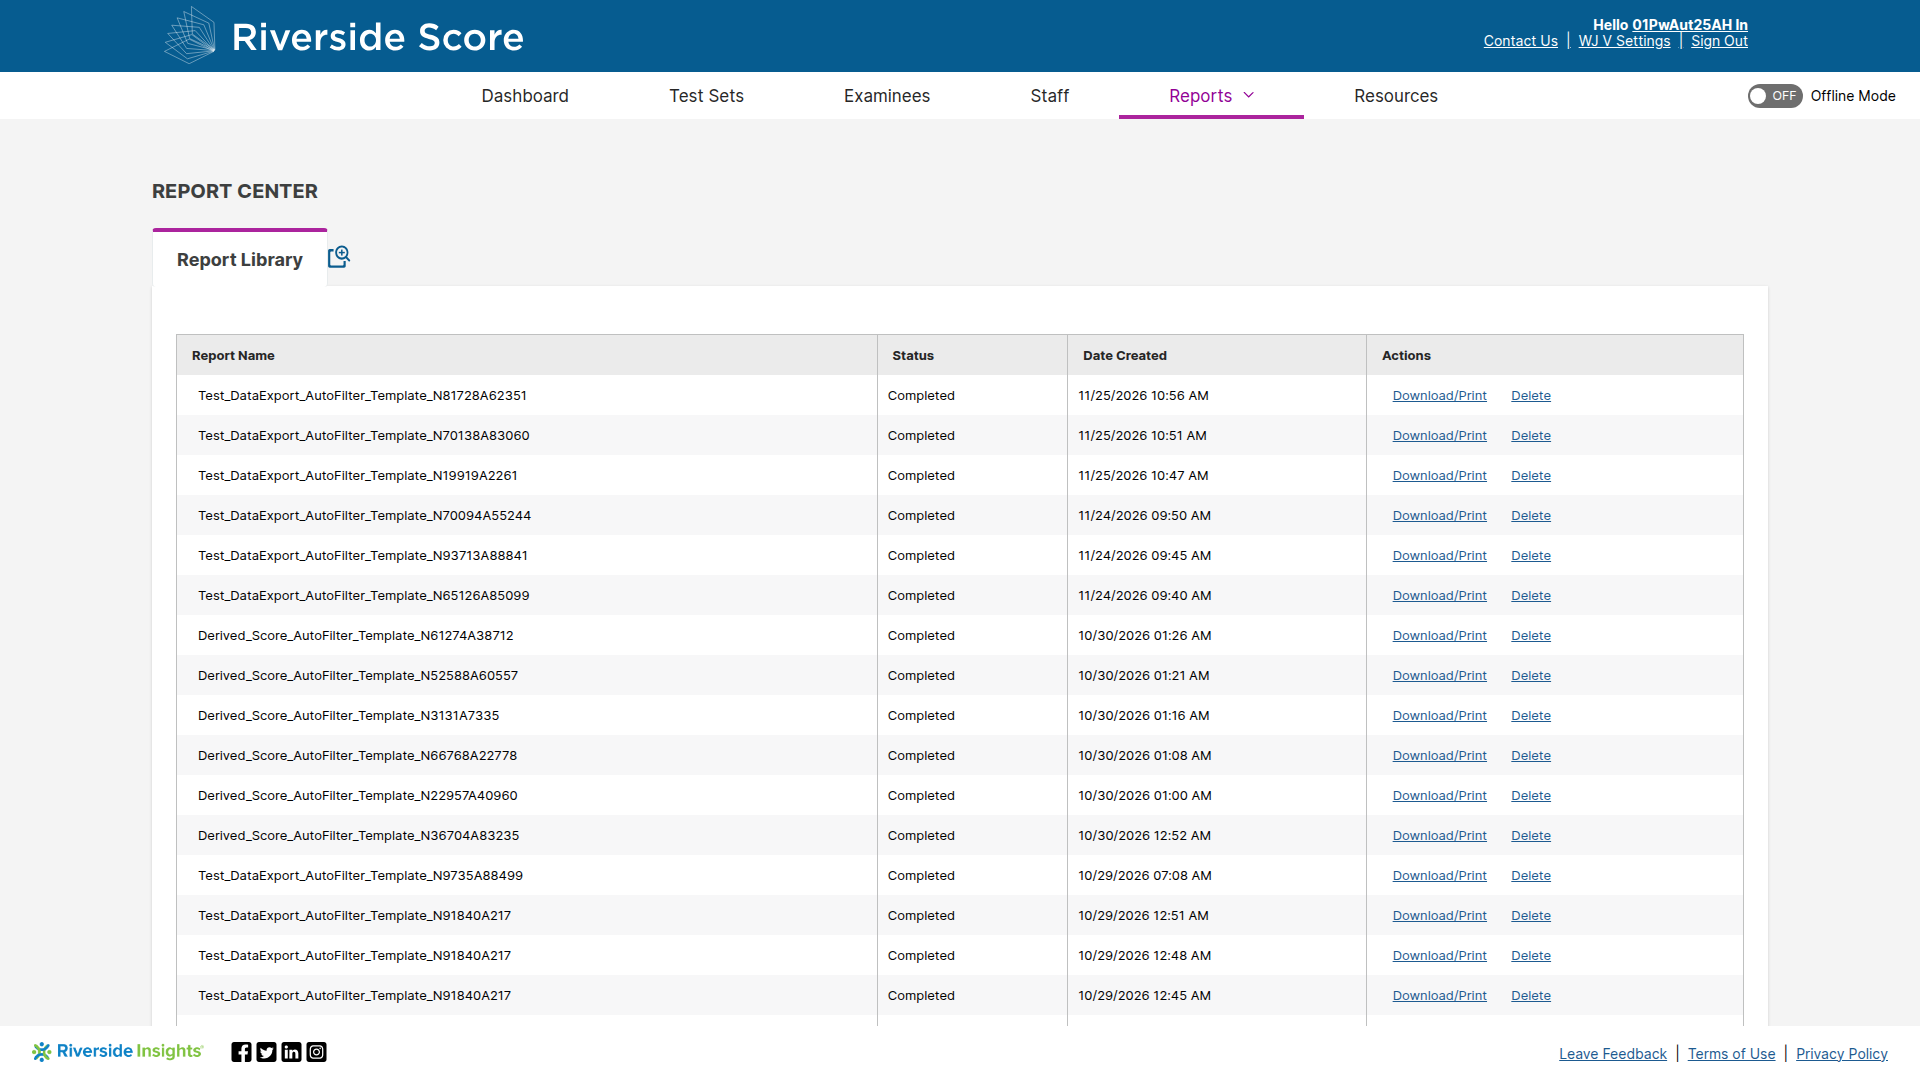 Riverside Score
Hello 01PwAut25AH In
Contact Us | WJ V Settings | Sign Out
Dashboard Test Sets Examinees Staff Reports Resources OFF Offline Mode
REPORT CENTER
Report Library
Report Name Status Date Created Actions
Test_DataExport_AutoFilter_Template_N81728A62351 Completed 11/25/2026 10:56 AM Download/Print Delete
Test_DataExport_AutoFilter_Template_N70138A83060 Completed 11/25/2026 10:51 AM Download/Print Delete
Test_DataExport_AutoFilter_Template_N19919A2261 Completed 11/25/2026 10:47 AM Download/Print Delete
Test_DataExport_AutoFilter_Template_N70094A55244 Completed 11/24/2026 09:50 AM Download/Print Delete
Test_DataExport_AutoFilter_Template_N93713A88841 Completed 11/24/2026 09:45 AM Download/Print Delete
Test_DataExport_AutoFilter_Template_N65126A85099 Completed 11/24/2026 09:40 AM Download/Print Delete
Derived_Score_AutoFilter_Template_N61274A38712 Completed 10/30/2026 01:26 AM Download/Print Delete
Derived_Score_AutoFilter_Template_N52588A60557 Completed 10/30/2026 01:21 AM Download/Print Delete
Derived_Score_AutoFilter_Template_N3131A7335 Completed 10/30/2026 01:16 AM Download/Print Delete
Derived_Score_AutoFilter_Template_N66768A22778 Completed 10/30/2026 01:08 AM Download/Print Delete
Derived_Score_AutoFilter_Template_N22957A40960 Completed 10/30/2026 01:00 AM Download/Print Delete
Derived_Score_AutoFilter_Template_N36704A83235 Completed 10/30/2026 12:52 AM Download/Print Delete
Test_DataExport_AutoFilter_Template_N9735A88499 Completed 10/29/2026 07:08 AM Download/Print Delete
Test_DataExport_AutoFilter_Template_N91840A217 Completed 10/29/2026 12:51 AM Download/Print Delete
Test_DataExport_AutoFilter_Template_N91840A217 Completed 10/29/2026 12:48 AM Download/Print Delete
Test_DataExport_AutoFilter_Template_N91840A217 Completed 10/29/2026 12:45 AM Download/Print Delete
Riverside Insights Leave Feedback | Terms of Use | Privacy Policy